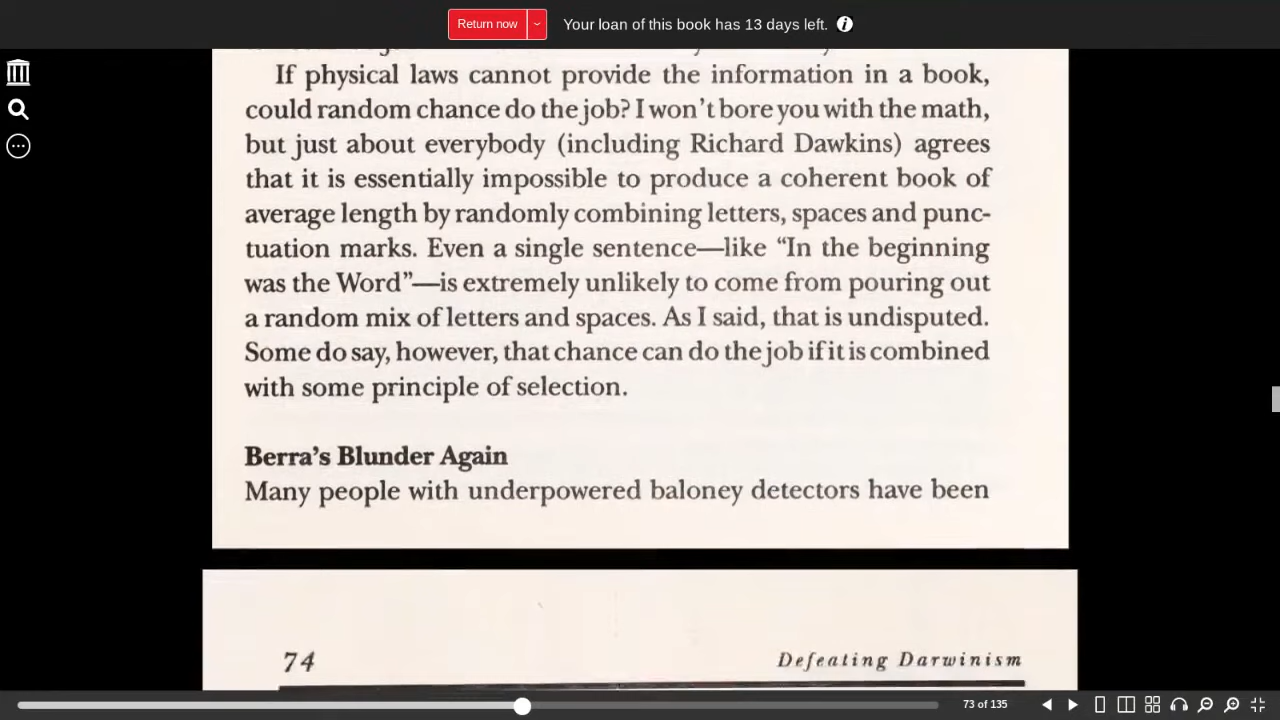 Return now
Your loan of this book has 13 days left.
If physical laws cannot provide the information in a book,
could random chance do the job? I won't bore you with the math,
but just about everybody (including Richard Dawkins) agrees
that it is essentially impossible to produce a coherent book of
average length by randomly combining letters, spaces and punc-
tuation marks. Even a single sentence—like “In the beginning
was the Word”—is extremely unlikely to come from pouring out
a random mix of letters and spaces. As I said, that is undisputed.
Some do say, however, that chance can do the job if it is combined
with some principle of selection.
Berra's Blunder Again
Many people with underpowered baloney detectors have been
74
Defeating Darwinism
73 of 135